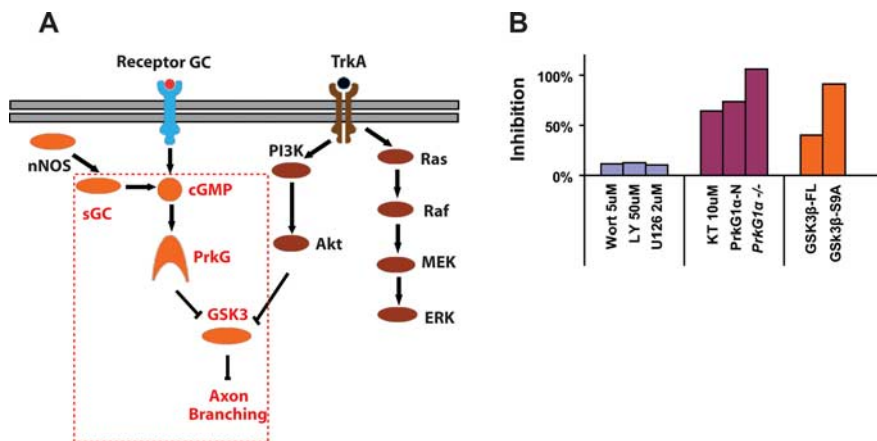 A
Receptor GC
TrkA
nNOS
PI3K
Ras
sGC
cGMP
Raf
PrkG
Akt
MEK
GSK3
ERK
Axon
Branching
B
Inhibition
100%
50%
0%
Wort 5uM
LY 50uM
U126 2uM
KT 10uM
PrkG1α-N
PrkG1α -/-
GSK3β-FL
GSk3β-S9A